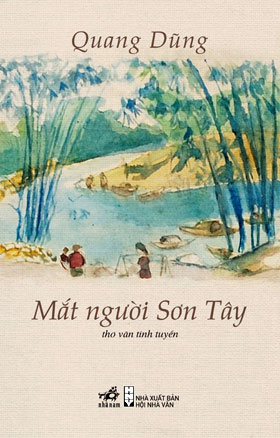 Quang Dũng
Mắt người Sơn Tây
thơ văn tinh tuyển
nhã nam
NHÀ XUẤT BẢN
HỘI NHÀ VĂN